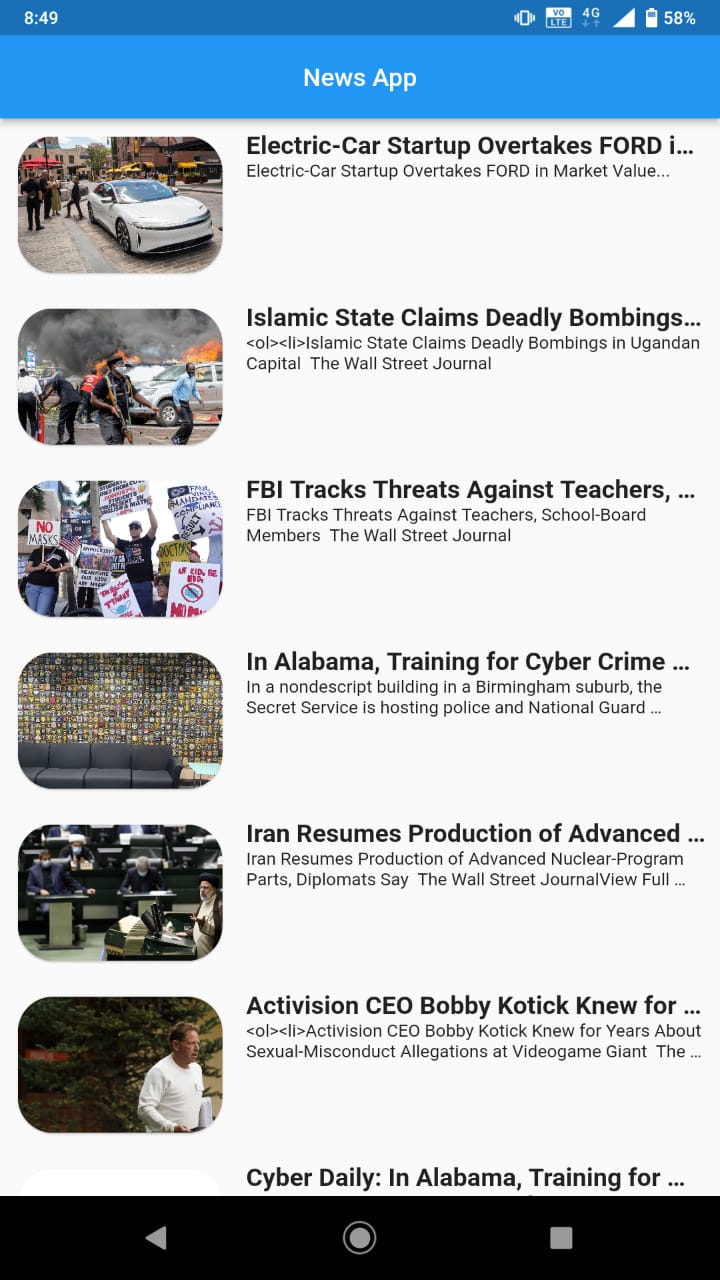 8:49
VO
LTE
4G
58%
News App
Electric-Car Startup Overtakes FORD i...
Electric-Car Startup Overtakes FORD in Market Value...
Islamic State Claims Deadly Bombings...
<ol><li>Islamic State Claims Deadly Bombings in Ugandan
Capital  The Wall Street Journal
FBI Tracks Threats Against Teachers, ...
FBI Tracks Threats Against Teachers, School-Board
Members  The Wall Street Journal
NO
MASKS
In Alabama, Training for Cyber Crime ...
In a nondescript building in a Birmingham suburb, the
Secret Service is hosting police and National Guard ...
Iran Resumes Production of Advanced ...
Iran Resumes Production of Advanced Nuclear-Program
Parts, Diplomats Say  The Wall Street JournalView Full ...
Activision CEO Bobby Kotick Knew for ...
<ol><li>Activision CEO Bobby Kotick Knew for Years About
Sexual-Misconduct Allegations at Videogame Giant  The ...
Cyber Daily: In Alabama, Training for ...